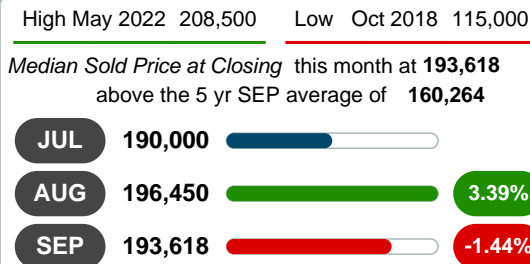 High May 2022 208,500 Low Oct 2018 115,000
Median Sold Price at Closing this month at 193,618
above the 5 yr SEP average of 160,264
JUL 190,000
AUG 196,450 3.39%
SEP 193,618 -1.44%